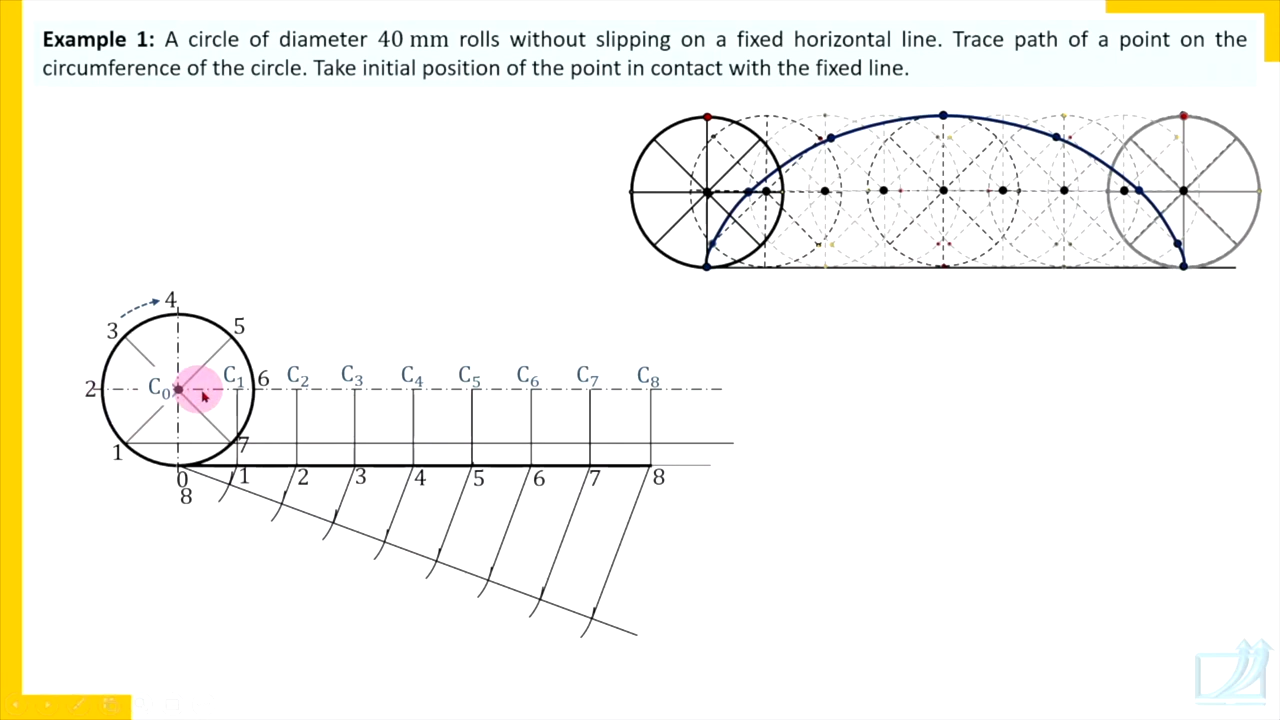 Example 1: A circle of diameter 40 mm rolls without slipping on a fixed horizontal line. Trace path of a point on the
circumference of the circle. Take initial position of the point in contact with the fixed line.
4
3
5
2
C₀
C₁
6
C₂
C₃
C₄
C₅
C₆
C₇
C₈
1
7
0
1
2
3
4
5
6
7
8
8